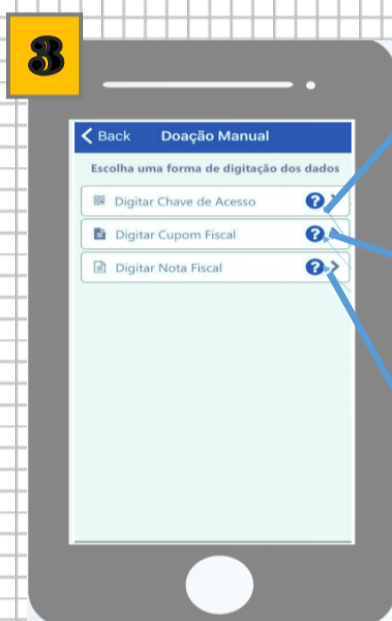 3
Back Doação Manual
Escolha uma forma de digitação dos dados
Digitar Chave de Acesso ?
Digitar Cupom Fiscal ?
Digitar Nota Fiscal ?